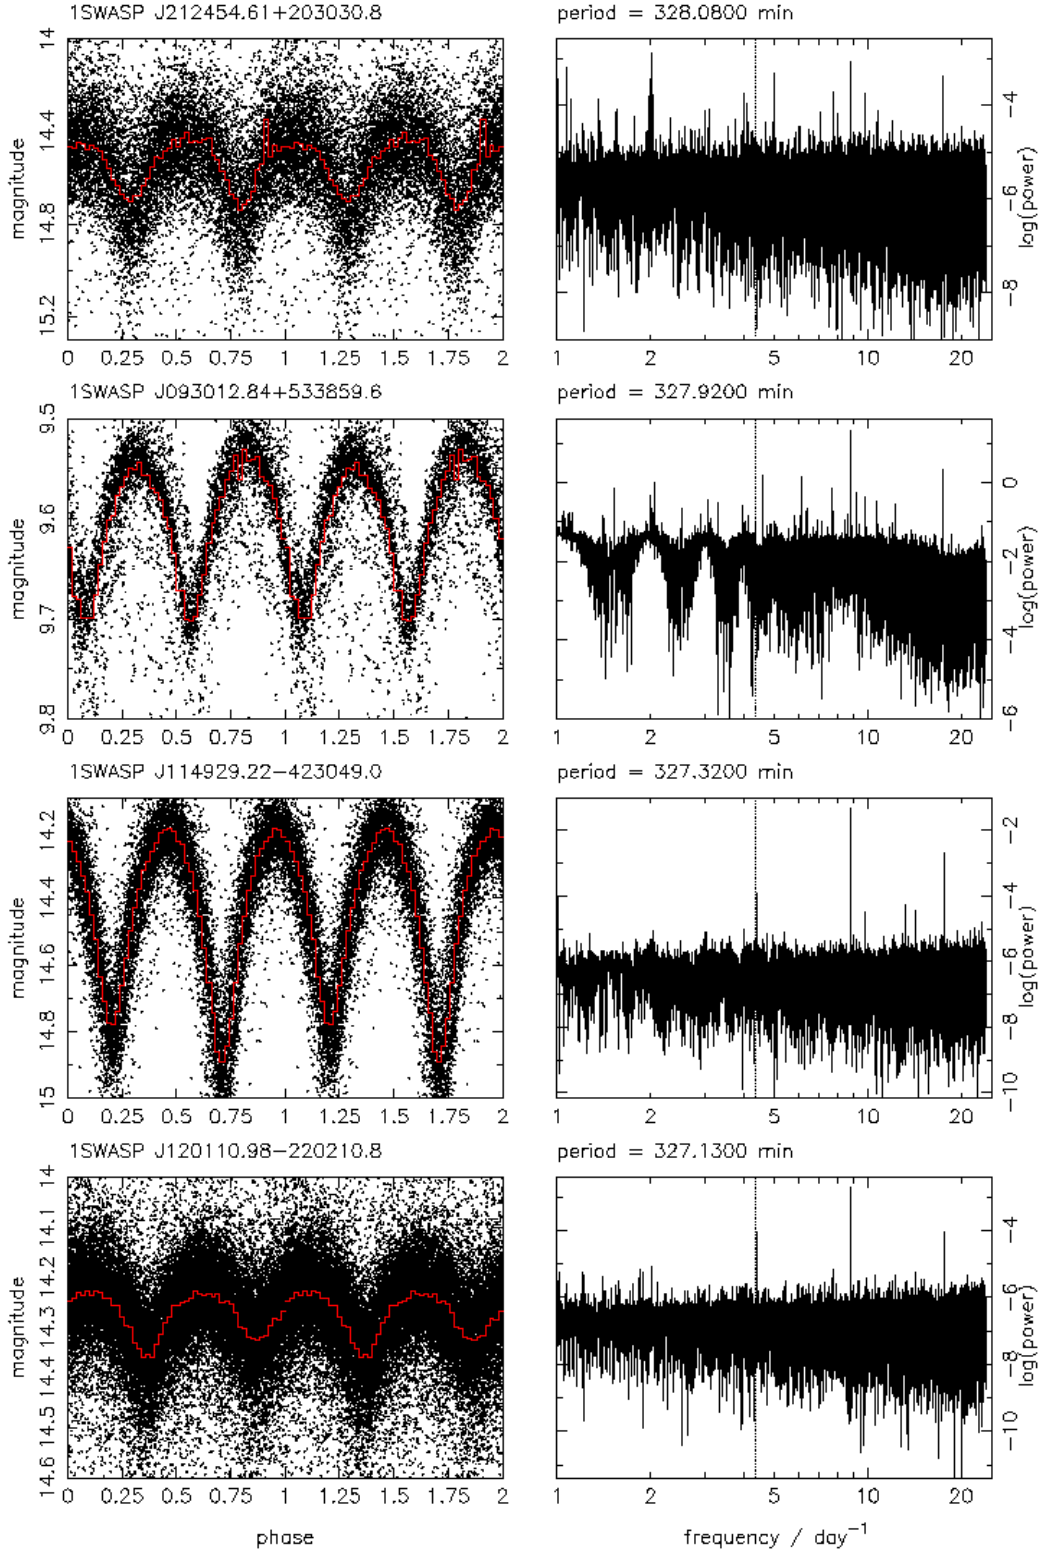 1SWASP J212454.61+203030.8
period = 328.0800 min
14
14.4
14.8
15.2
magnitude
0 0.25 0.5 0.75 1 1.25 1.5 1.75 2
−4
−6
−8
log(power)
1 2 5 10 20
1SWASP J093012.84+533859.6
period = 327.9200 min
9.5
9.6
9.7
9.8
magnitude
0 0.25 0.5 0.75 1 1.25 1.5 1.75 2
0
−2
−4
−6
log(power)
1 2 5 10 20
1SWASP J114929.22−423049.0
period = 327.3200 min
14.2
14.4
14.6
14.8
15
magnitude
0 0.25 0.5 0.75 1 1.25 1.5 1.75 2
−2
−4
−6
−8
−10
log(power)
1 2 5 10 20
1SWASP J120110.98−220210.8
period = 327.1300 min
14
14.1
14.2
14.3
14.4
14.5
14.6
magnitude
0 0.25 0.5 0.75 1 1.25 1.5 1.75 2
−4
−6
−8
−10
log(power)
1 2 5 10 20
phase
frequency / day⁻¹